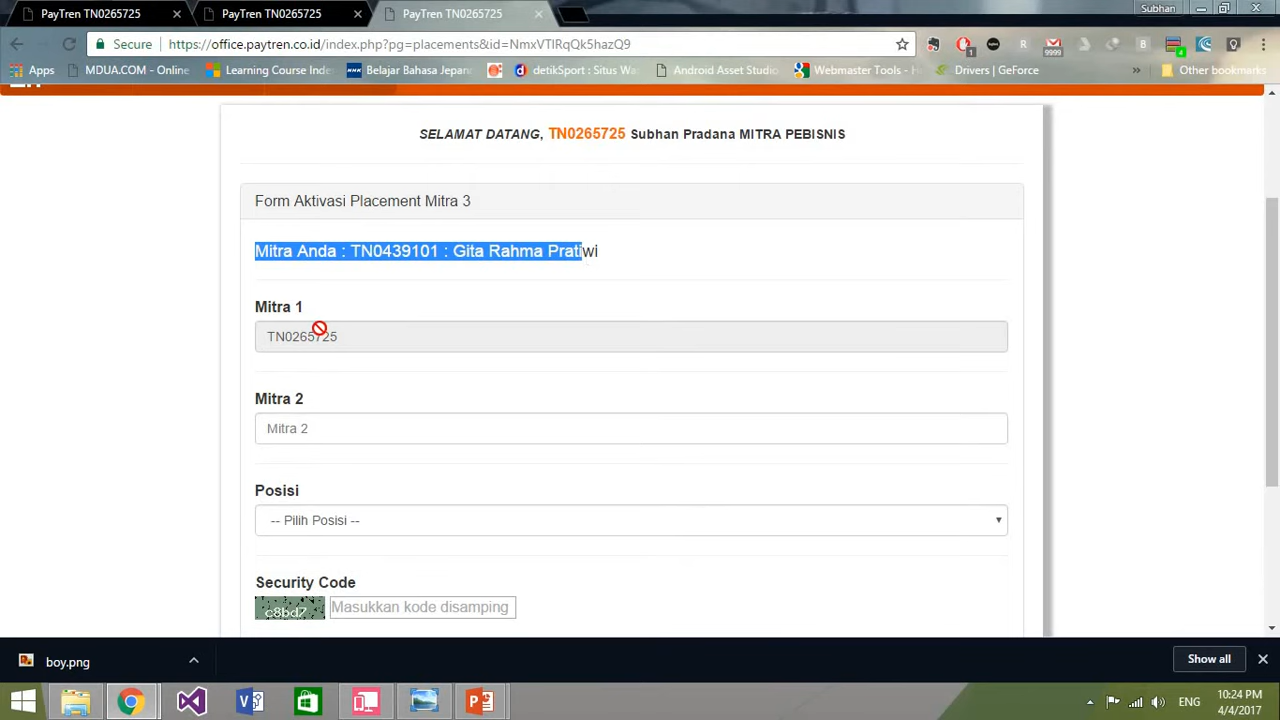 PayTren TN0265725
PayTren TN0265725
PayTren TN0265725
Subhan
Secure
https://office.paytren.co.id/index.php?pg=placements&id=NmxVTlRqQk5hazQ9
Apps
MDUA.COM - Online
Learning Course Inde
Belajar Bahasa Jepan
detikSport : Situs Wa
Android Asset Studio
Webmaster Tools - H
Drivers | GeForce
Other bookmarks
SELAMAT DATANG, TN0265725 Subhan Pradana MITRA PEBISNIS
Form Aktivasi Placement Mitra 3
Mitra Anda : TN0439101 : Gita Rahma Pratiwi
Mitra 1
TN0265725
Mitra 2
Mitra 2
Posisi
-- Pilih Posisi --
Security Code
c8bd7
Masukkan kode disamping
boy.png
Show all
ENG
10:24 PM
4/4/2017